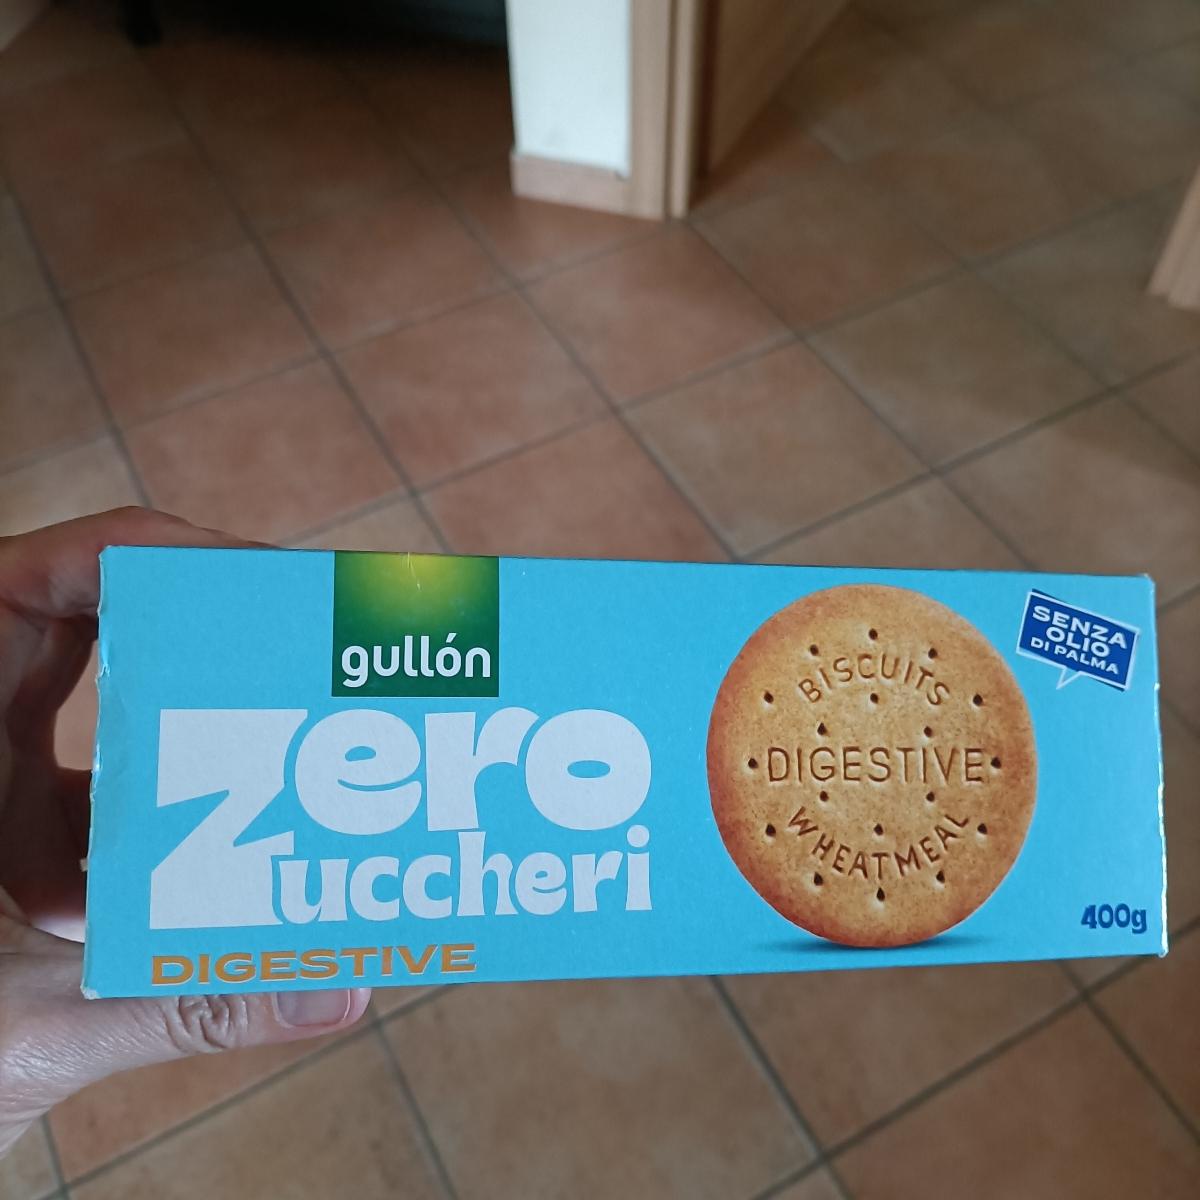 gullón
Zero
Zuccheri
DIGESTIVE
BISCUITS
DIGESTIVE
WHEATMEAL
SENZA
OLIO
DI PALMA
400g